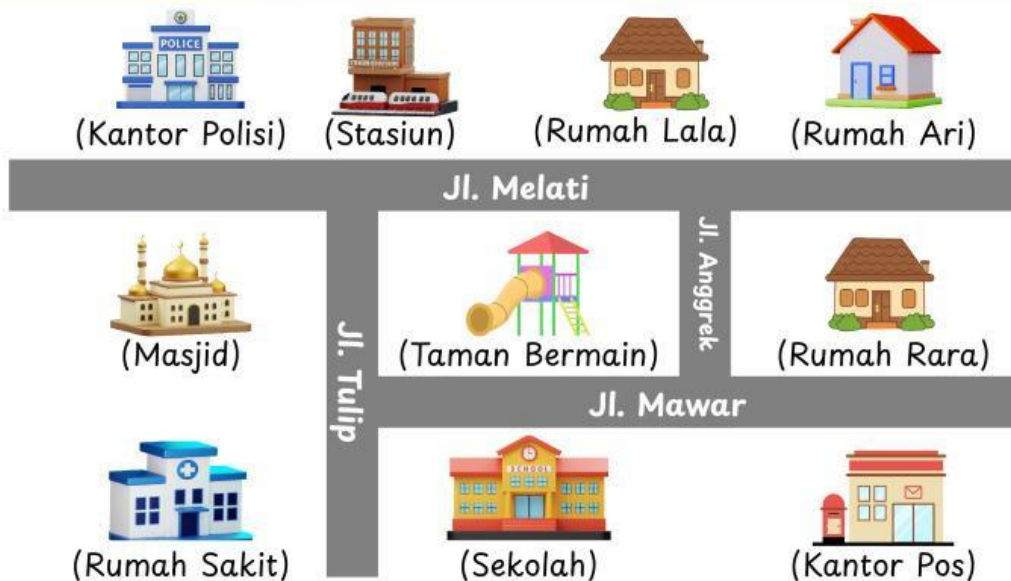 POLICE
(Kantor Polisi)
(Stasiun)
(Rumah Lala)
(Rumah Ari)
Jl. Melati
(Masjid)
Jl. Tulip
(Taman Bermain)
Jl. Anggrek
(Rumah Rara)
Jl. Mawar
(Rumah Sakit)
SCHOOL
(Sekolah)
(Kantor Pos)